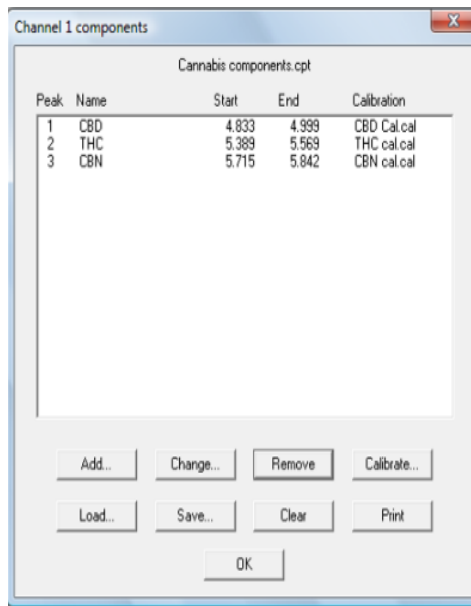 Channel 1 components
X
Cannabis components.cpt
Peak Name Start End Calibration
1 CBD 4.833 4.999 CBD Cal.cal
2 THC 5.389 5.569 THC cal.cal
3 CBN 5.715 5.842 CBN cal.cal
Add... Change... Remove Calibrate...
Load... Save... Clear Print
OK